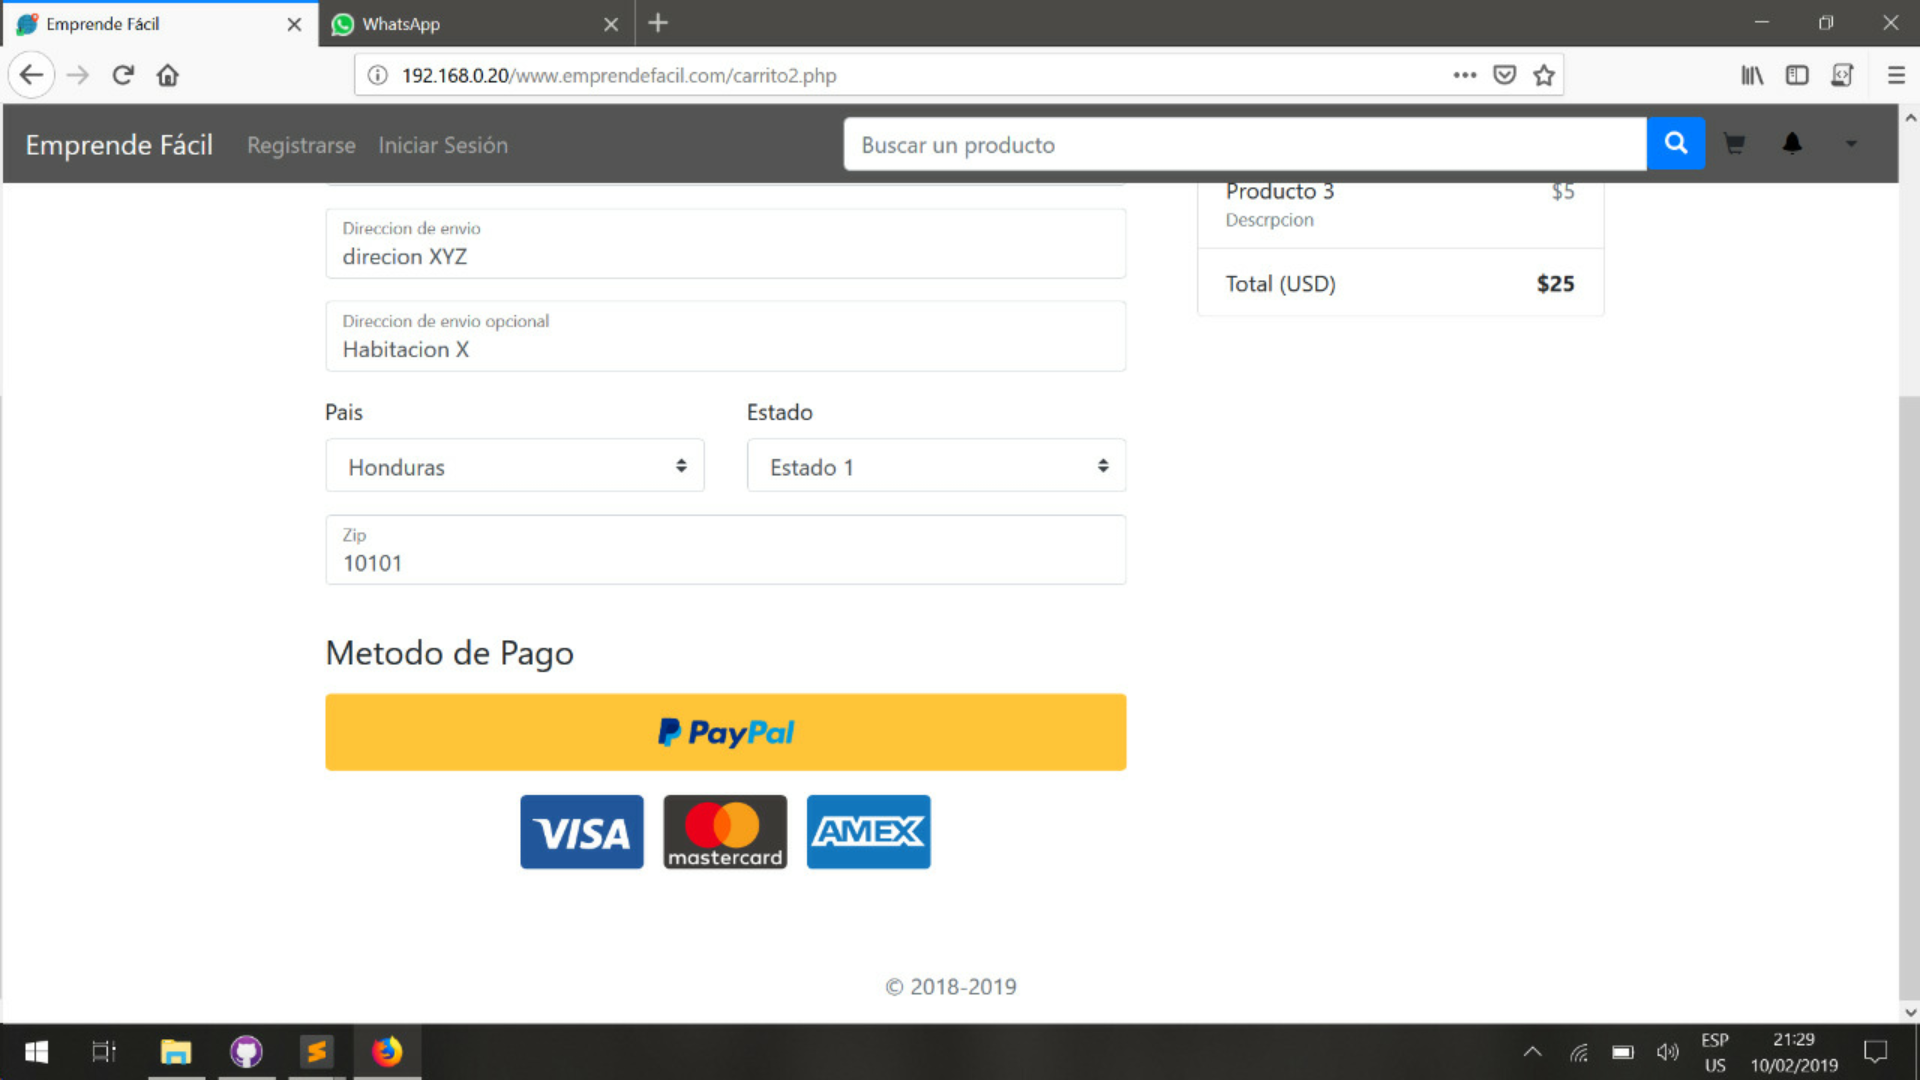 Emprende Fácil
WhatsApp
192.168.0.20/www.emprendefacil.com/carrito2.php
Emprende Fácil
Registrarse
Iniciar Sesión
Buscar un producto
Producto 3
$5
Descrpcion
Total (USD)
$25
Direccion de envio
direcion XYZ
Direccion de envio opcional
Habitacion X
Pais
Estado
Honduras
Estado 1
Zip
10101
Metodo de Pago
PayPal
VISA
mastercard
AMEX
© 2018-2019
ESP
US
21:29
10/02/2019